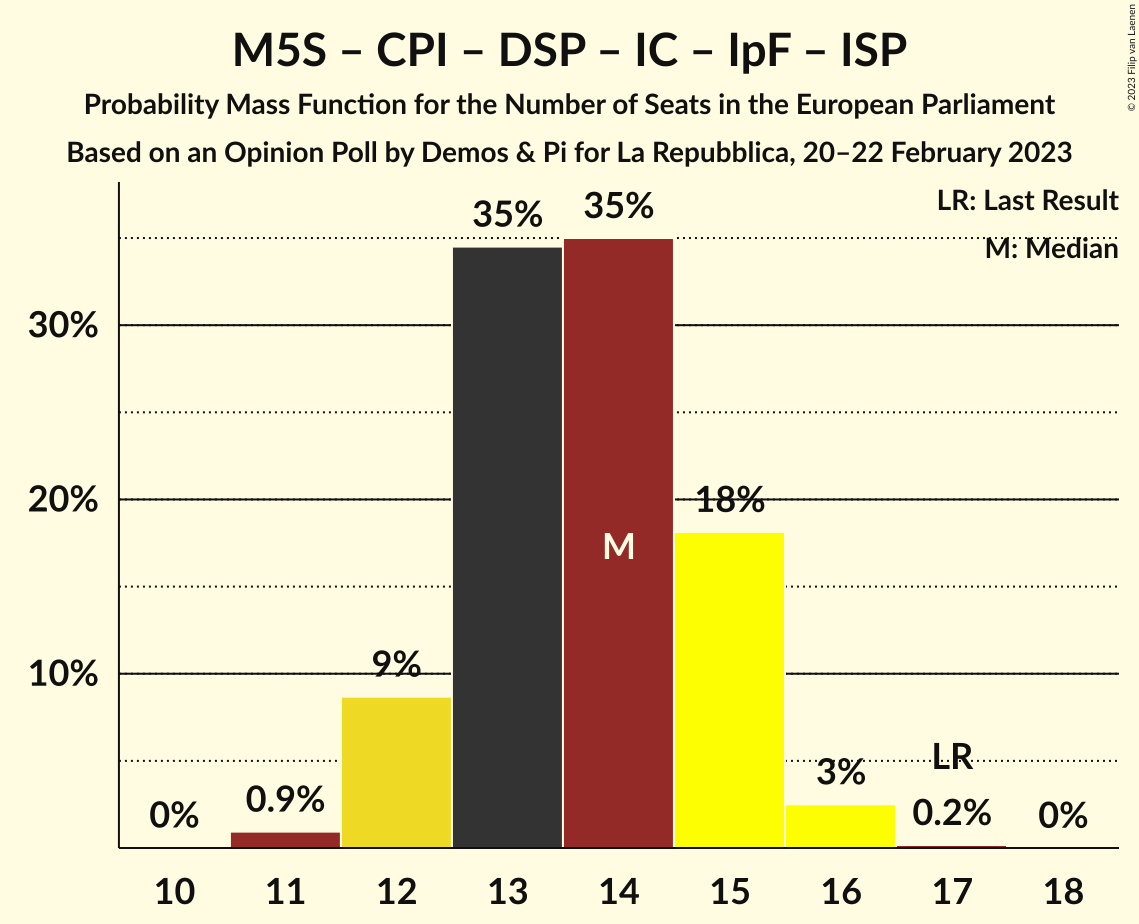 M5S – CPI – DSP – IC – IpF – ISP
Probability Mass Function for the Number of Seats in the European Parliament
Based on an Opinion Poll by Demos & Pi for La Repubblica, 20–22 February 2023
© 2023 Filip van Laenen
LR: Last Result
M: Median
30%
20%
10%
0%
0.9%
9%
35%
35%
18%
3%
0.2%
0%
M
LR
10 11 12 13 14 15 16 17 18